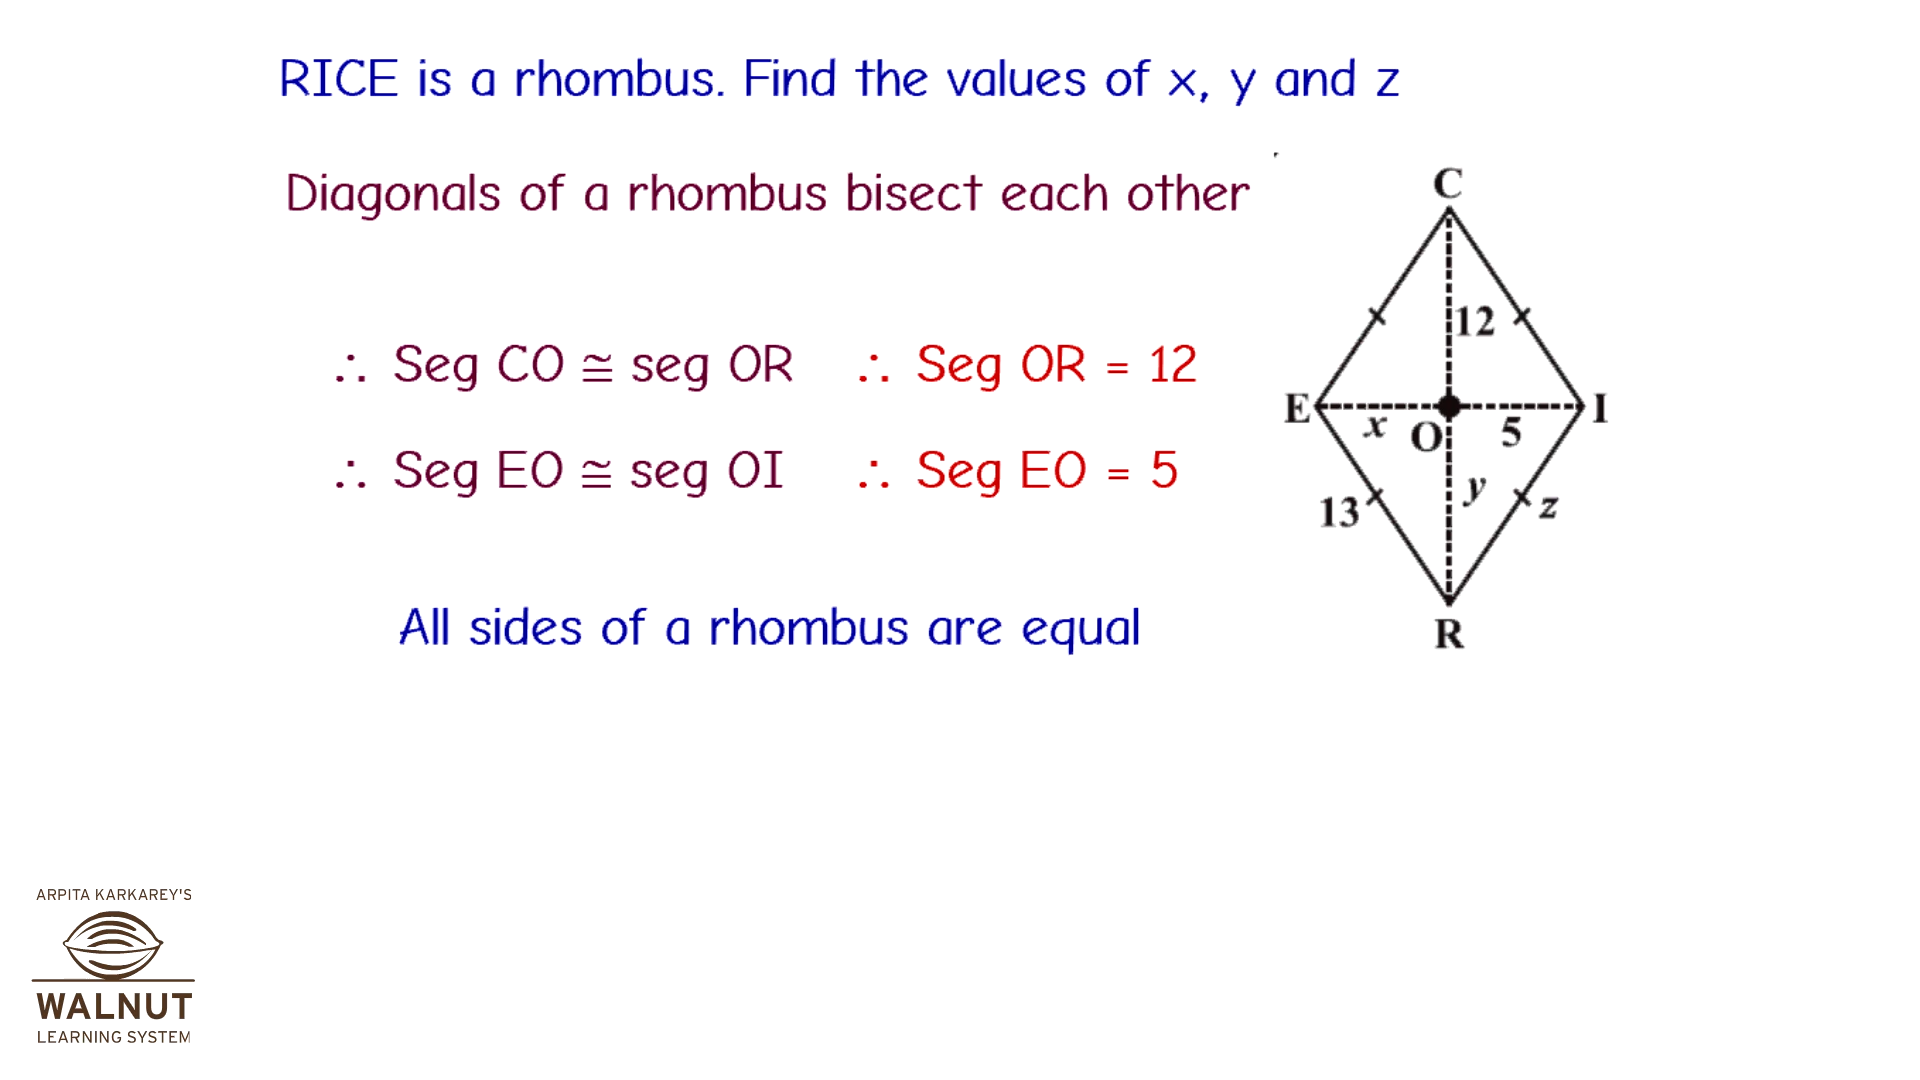 RICE is a rhombus. Find the values of x, y and z
Diagonals of a rhombus bisect each other
C
12
∴ Seg CO ≅ seg OR ∴ Seg OR = 12
E x O 5 I
∴ Seg EO ≅ seg OI ∴ Seg EO = 5
y
13 z
All sides of a rhombus are equal
R
ARPITA KARKAREY'S
WALNUT
LEARNING SYSTEM